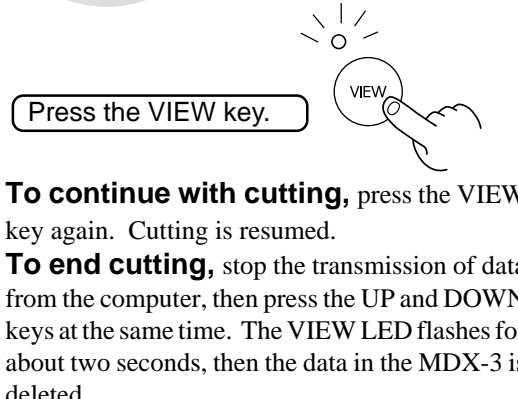 VIEW
Press the VIEW key.
To continue with cutting, press the VIEW
key again. Cutting is resumed.
To end cutting, stop the transmission of data
from the computer, then press the UP and DOWN
keys at the same time. The VIEW LED flashes for
about two seconds, then the data in the MDX-3 is
deleted